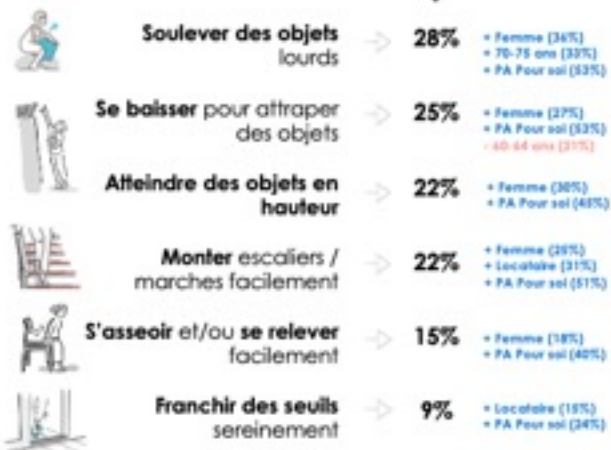 Soulever des objets
lourds
28%
+ Femme (36%)
+ 70-75 ans (33%)
+ PA Pour soi (53%)
Se baisser pour attraper
des objets
25%
+ Femme (27%)
+ PA Pour soi (53%)
- 60-64 ans (21%)
Atteindre des objets en
hauteur
22%
+ Femme (30%)
+ PA Pour soi (45%)
Monter escaliers /
marches facilement
22%
+ Femme (25%)
+ Locataire (31%)
+ PA Pour soi (51%)
S'asseoir et/ou se relever
facilement
15%
+ Femme (18%)
+ PA Pour soi (40%)
Franchir des seuils
sereinement
9%
+ Locataire (15%)
+ PA Pour soi (24%)